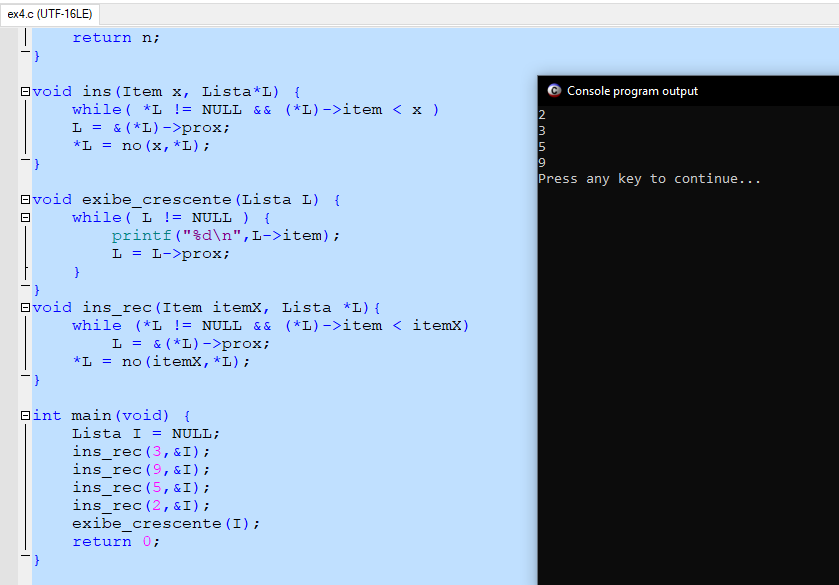 ex4.c (UTF-16LE)
return n;
}
void ins(Item x, Lista*L) {
while( *L != NULL && (*L)->item < x )
L = &(*L)->prox;
*L = no(x,*L);
}
void exibe_crescente(Lista L) {
while( L != NULL ) {
printf("%d\n",L->item);
L = L->prox;
}
}
void ins_rec(Item itemX, Lista *L){
while (*L != NULL && (*L)->item < itemX)
L = &(*L)->prox;
*L = no(itemX,*L);
}
int main(void) {
Lista I = NULL;
ins_rec(3,&I);
ins_rec(9,&I);
ins_rec(5,&I);
ins_rec(2,&I);
exibe_crescente(I);
return 0;
}
Console program output
2
3
5
9
Press any key to continue...